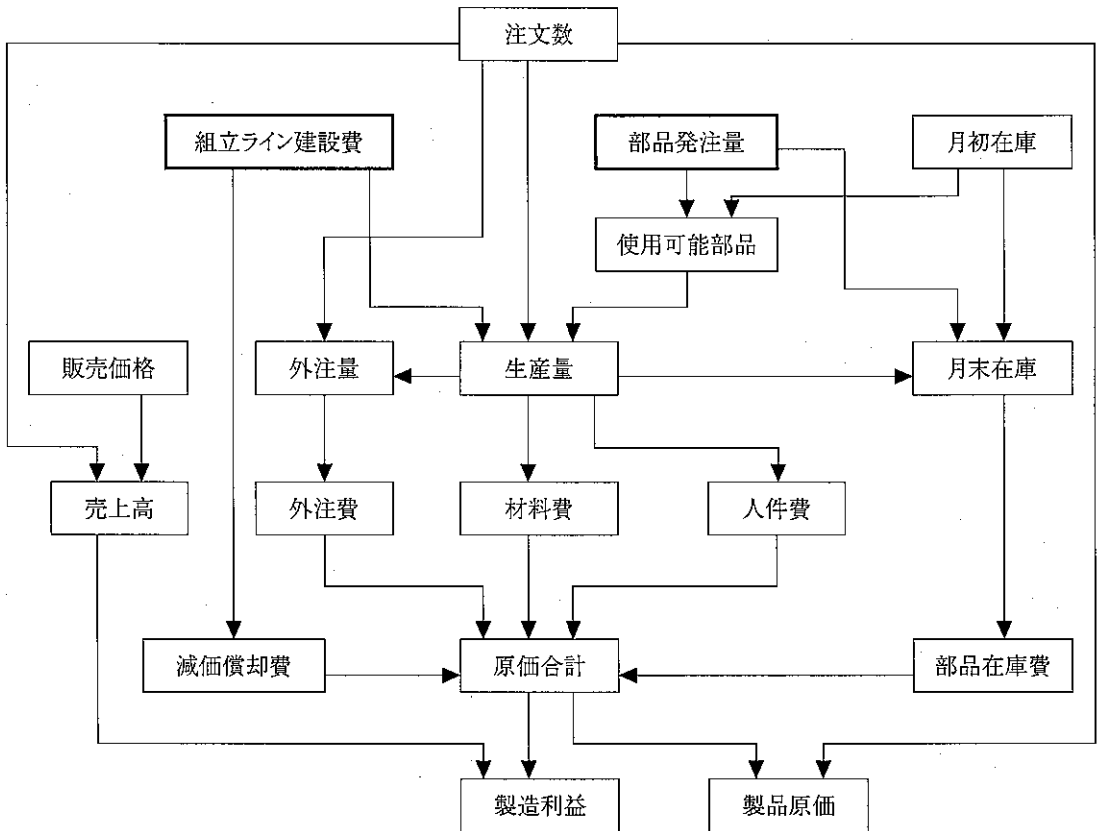 注文数
組立ライン建設費
部品発注量
月初在庫
使用可能部品
販売価格
外注量
生産量
月末在庫
売上高
外注費
材料費
人件費
減価償却費
原価合計
部品在庫費
製造利益
製品原価